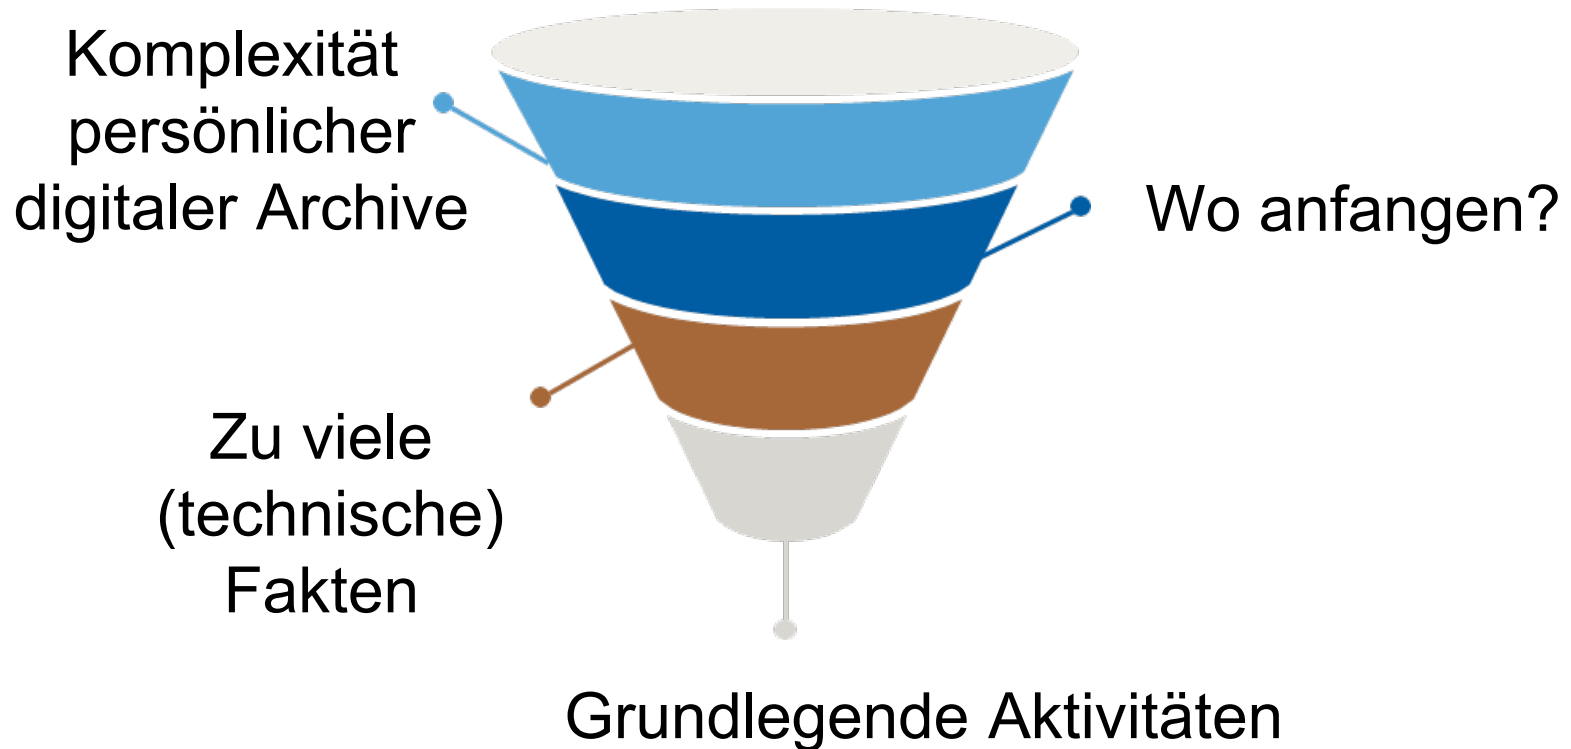 Komplexität
persönlicher
digitaler Archive
Wo anfangen?
Zu viele
(technische)
Fakten
Grundlegende Aktivitäten